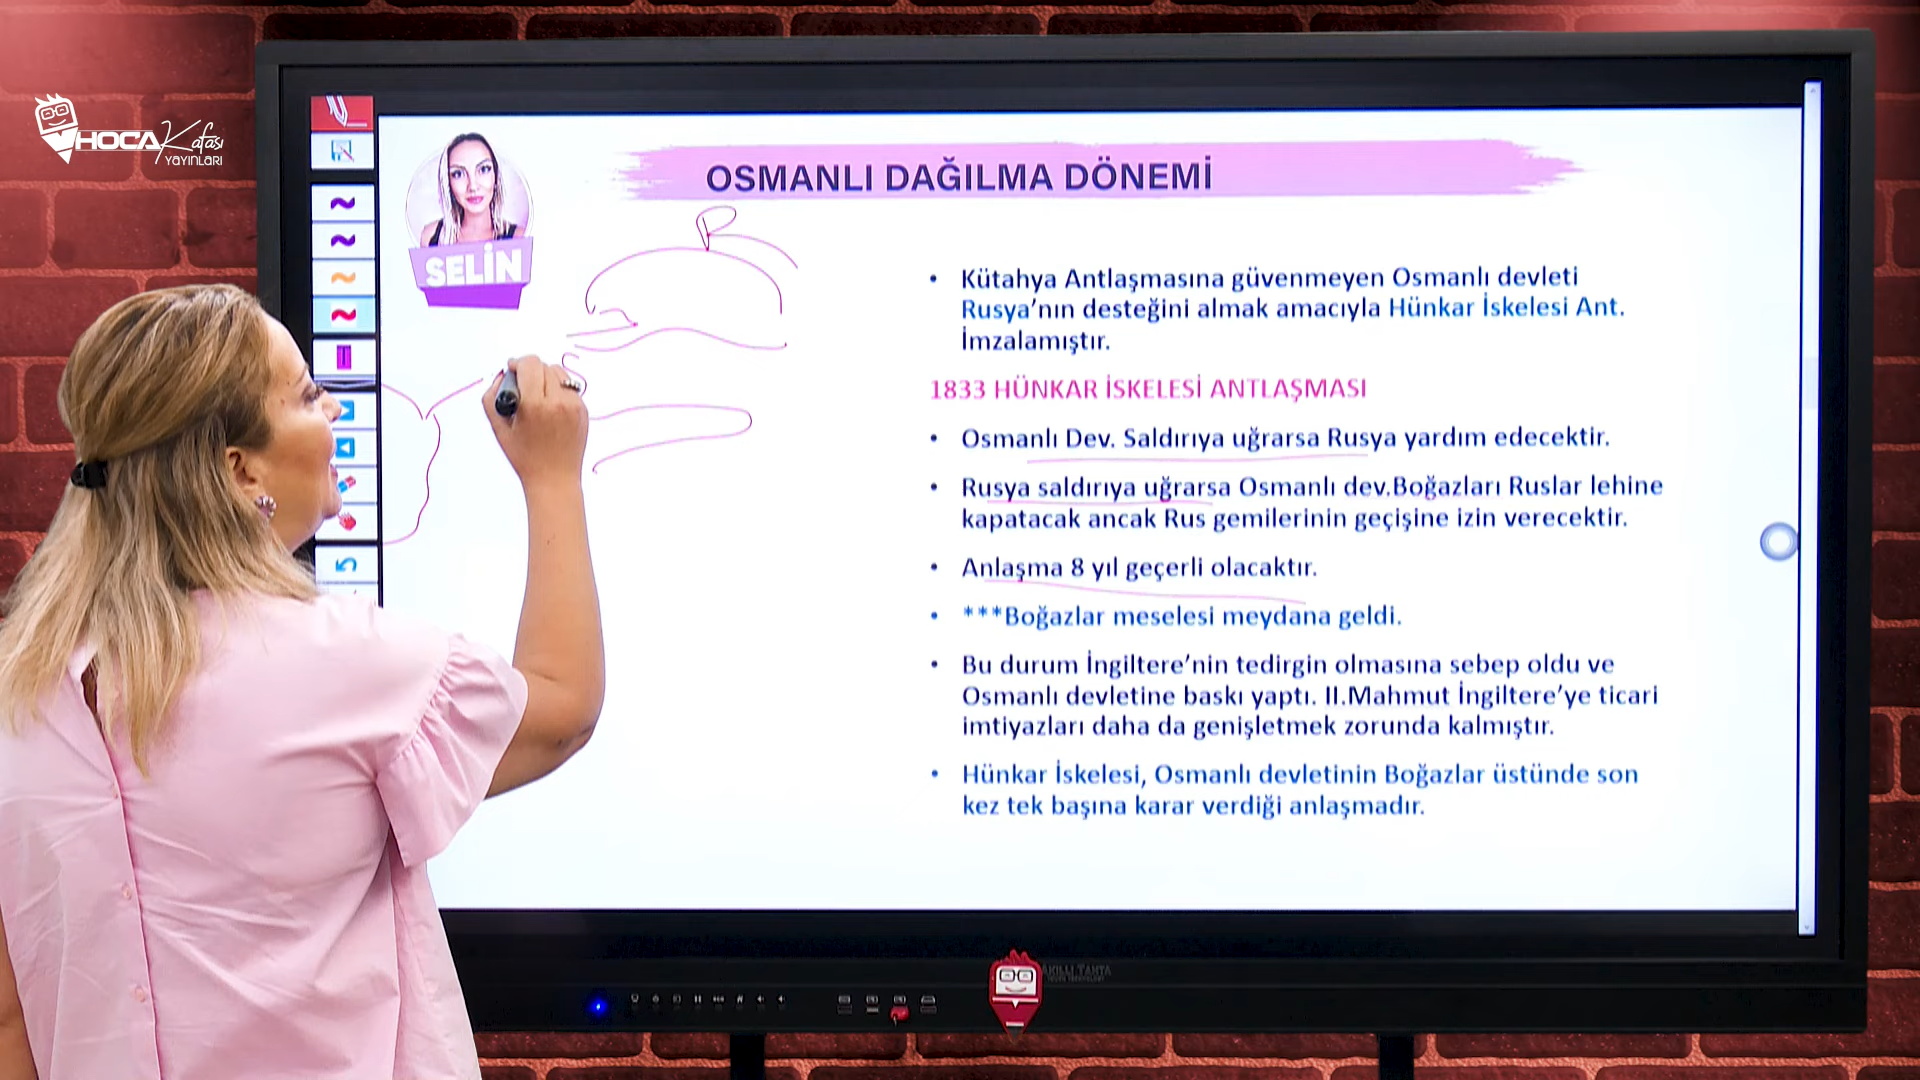 HOCA Kafası
YAYINLARI
SELİN
OSMANLI DAĞILMA DÖNEMİ
R
• Kütahya Antlaşmasına güvenmeyen Osmanlı devleti
Rusya’nın desteğini almak amacıyla Hünkar İskelesi Ant.
İmzalamıştır.
1833 HÜNKAR İSKELESİ ANTLAŞMASI
• Osmanlı Dev. Saldırıya uğrarsa Rusya yardım edecektir.
• Rusya saldırıya uğrarsa Osmanlı dev.Boğazları Ruslar lehine
kapatacak ancak Rus gemilerinin geçişine izin verecektir.
• Anlaşma 8 yıl geçerli olacaktır.
• ***Boğazlar meselesi meydana geldi.
• Bu durum İngiltere’nin tedirgin olmasına sebep oldu ve
Osmanlı devletine baskı yaptı. II.Mahmut İngiltere’ye ticari
imtiyazları daha da genişletmek zorunda kalmıştır.
• Hünkar İskelesi, Osmanlı devletinin Boğazlar üstünde son
kez tek başına karar verdiği anlaşmadır.
AKILLI TAHTA